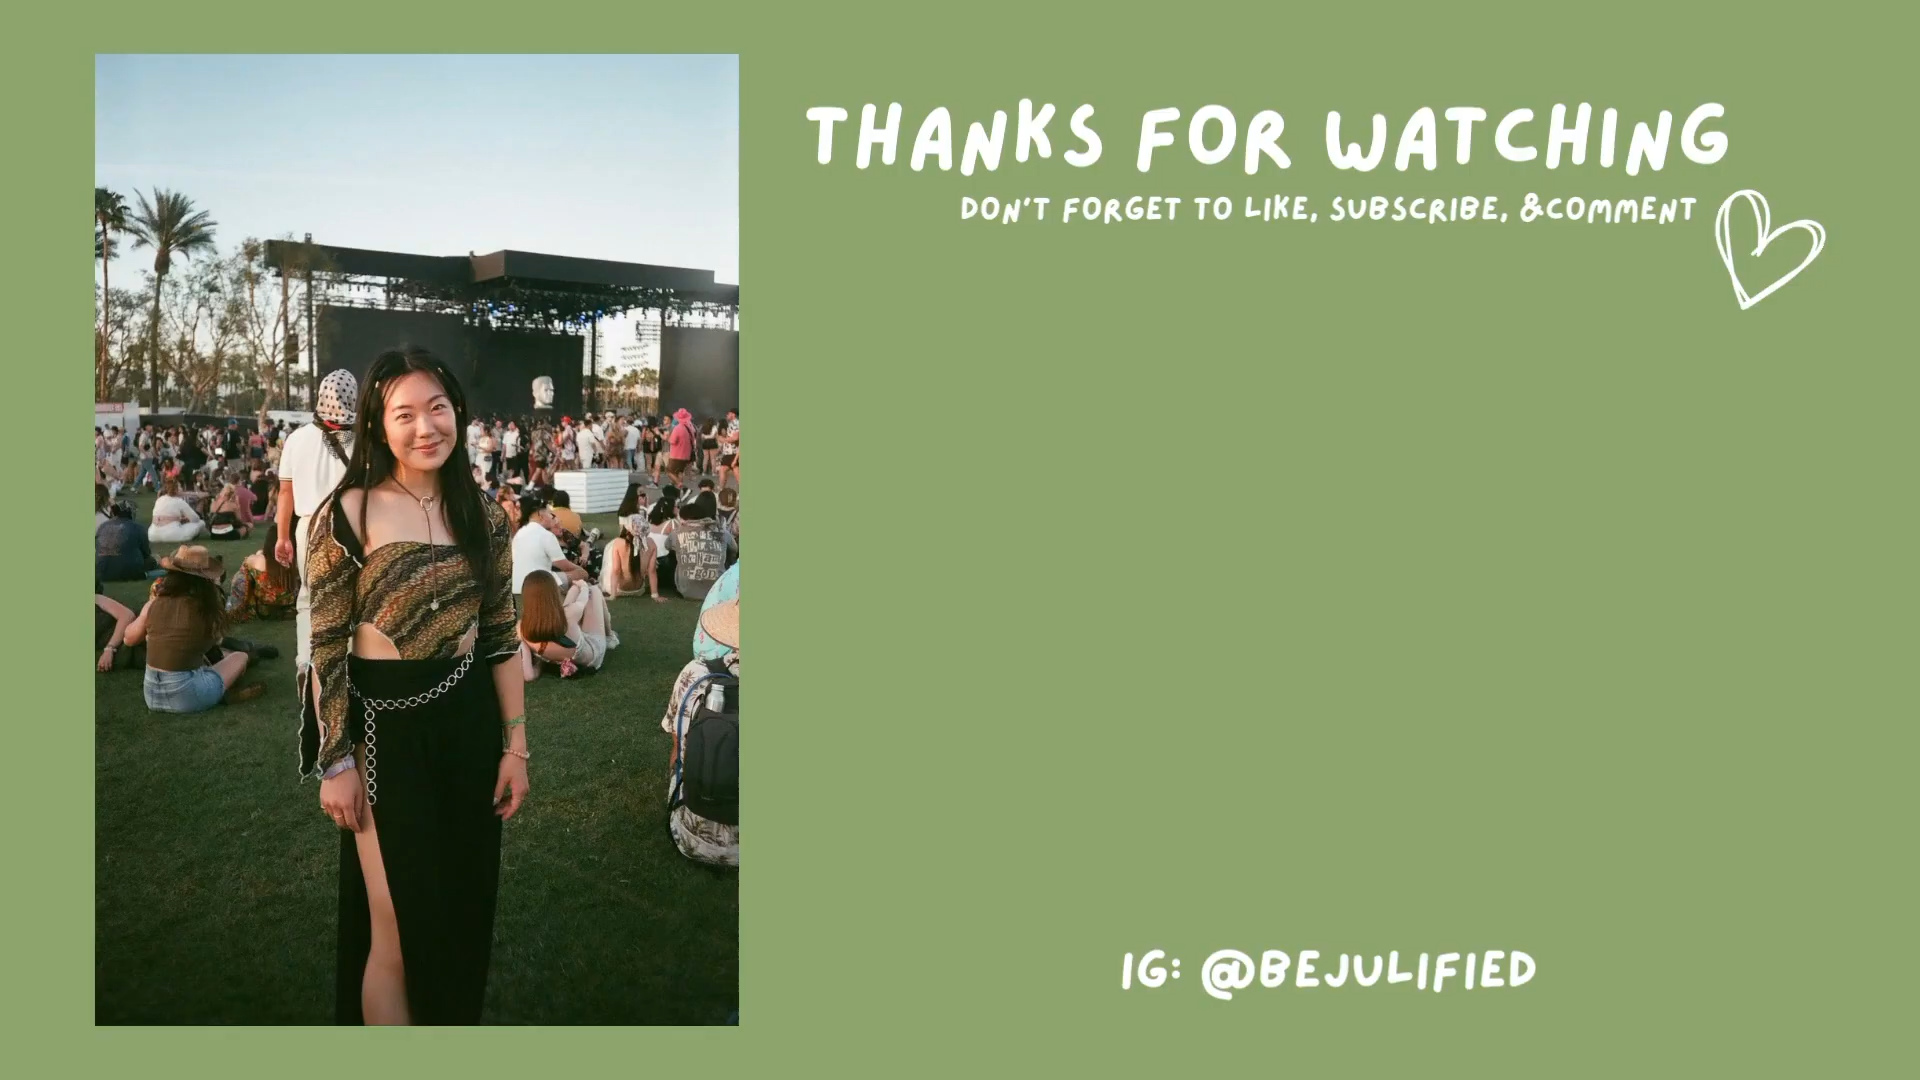 THANKS FOR WATCHING
DON'T FORGET TO LIKE, SUBSCRIBE, &COMMENT
IG: @BEJULIFIED